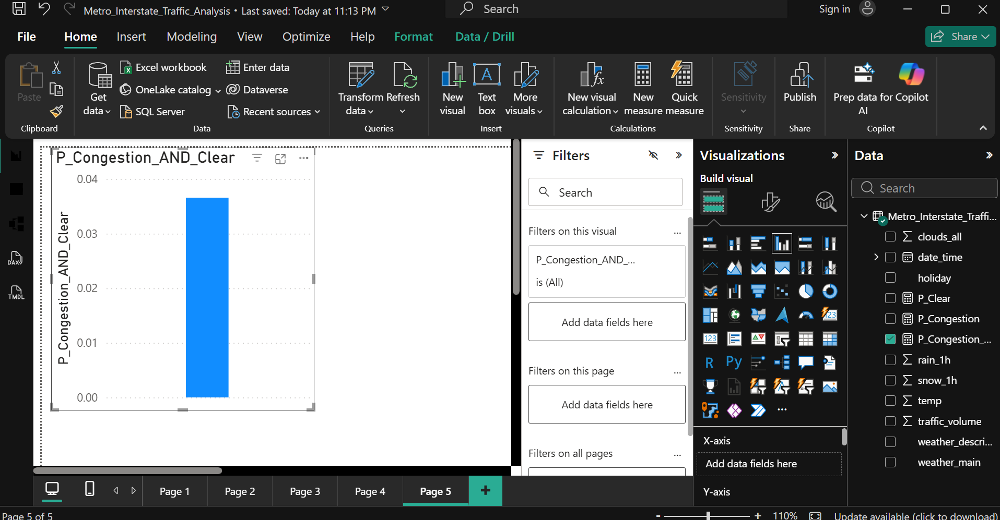 Metro_Interstate_Traffic_Analysis • Last saved: Today at 11:13 PM
Search
Sign in
File
Home
Insert
Modeling
View
Optimize
Help
Format
Data / Drill
Share
Paste
Clipboard
Get data
Excel workbook
OneLake catalog
SQL Server
Enter data
Dataverse
Recent sources
Data
Transform data
Refresh
Queries
New visual
Text box
More visuals
Insert
New visual calculation
New measure
Quick measure
Calculations
Sensitivity
Sensitivity
Publish
Share
Prep data for AI
Copilot
Copilot
DAX
TMDL
P_Congestion_AND_Clear
P_Congestion_AND_Clear
0.04
0.03
0.02
0.01
0.00
Filters
Search
Filters on this visual
...
P_Congestion_AND_...
is (All)
Add data fields here
Filters on this page
...
Add data fields here
Filters on all pages
...
Visualizations
Build visual
123
123
R
Py
...
X-axis
Add data fields here
Y-axis
Data
Search
Metro_Interstate_Traffi...
clouds_all
date_time
holiday
P_Clear
P_Congestion
P_Congestion_...
rain_1h
snow_1h
temp
traffic_volume
weather_descri...
weather_main
Page 1
Page 2
Page 3
Page 4
Page 5
Page 5 of 5
- + 110%
Update available (click to download)